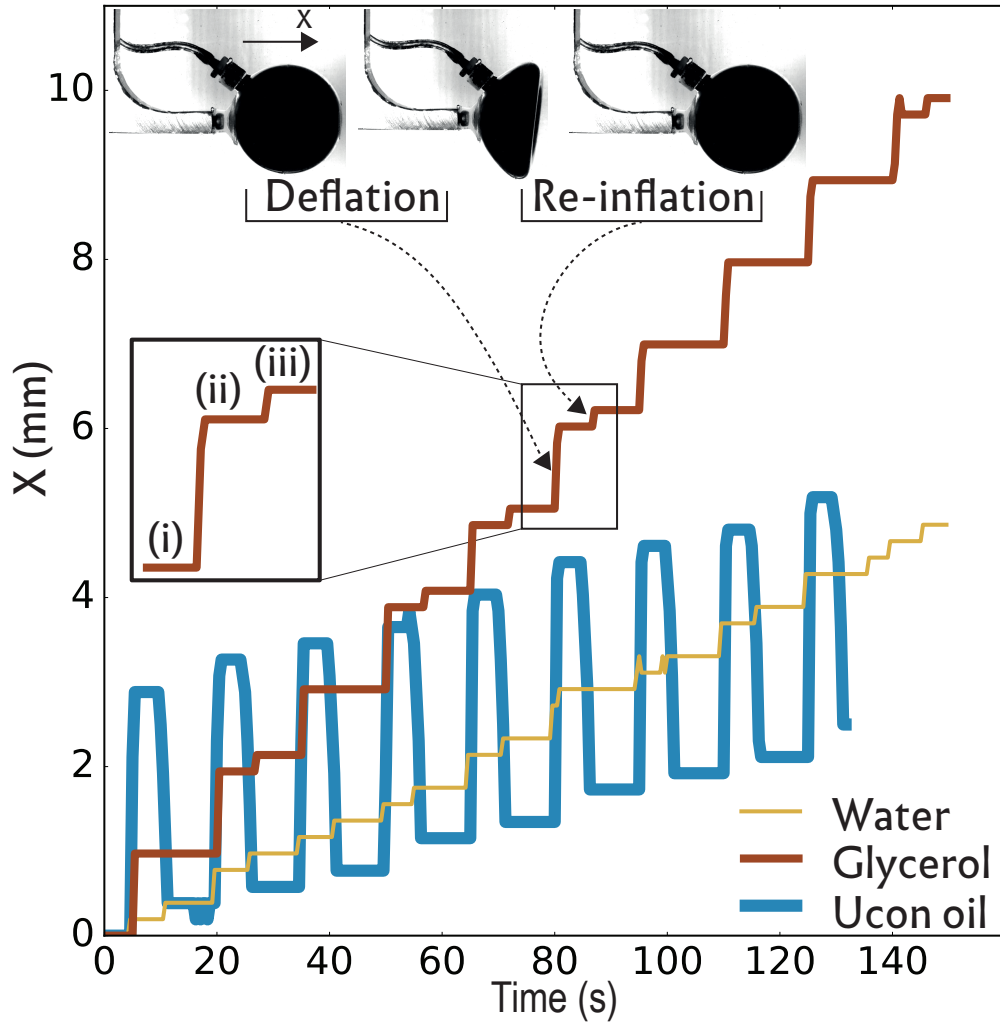 X
Deflation
Re-inflation
(i)
(ii)
(iii)
X (mm)
10
8
6
4
2
0
0 20 40 60 80 100 120 140
Time (s)
Water
Glycerol
Ucon oil